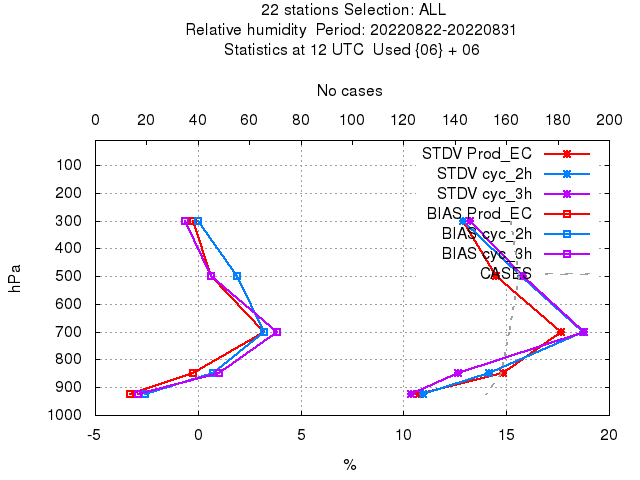 22 stations Selection: ALL
Relative humidity  Period: 20220822-20220831
Statistics at 12 UTC  Used {06} + 06
No cases
0 20 40 60 80 100 120 140 160 180 200
STDV Prod_EC
STDV cyc_2h
STDV cyc_3h
BIAS Prod_EC
BIAS cyc_2h
BIAS cyc_3h
CASES
hPa
100
200
300
400
500
600
700
800
900
1000
-5 0 5 10 15 20
%